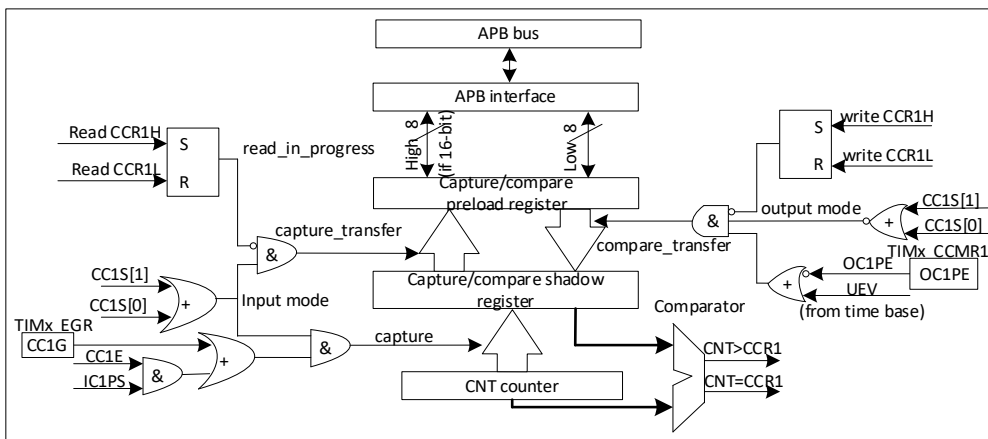 APB bus
APB interface
High 8
(if 16-bit)
Low 8
Read CCR1H
Read CCR1L
S
R
read_in_progress
write CCR1H
write CCR1L
S
R
Capture/compare
preload register
capture_transfer
&
compare_transfer
&
output mode
+
CC1S[1]
CC1S[0]
TIMx_CCMR1
OC1PE
OC1PE
UEV
(from time base)
+
Capture/compare shadow
register
CC1S[1]
CC1S[0]
+
Input mode
TIMx_EGR
CC1G
CC1E
IC1PS
&
+
&
capture
CNT counter
Comparator
CNT>CCR1
CNT=CCR1